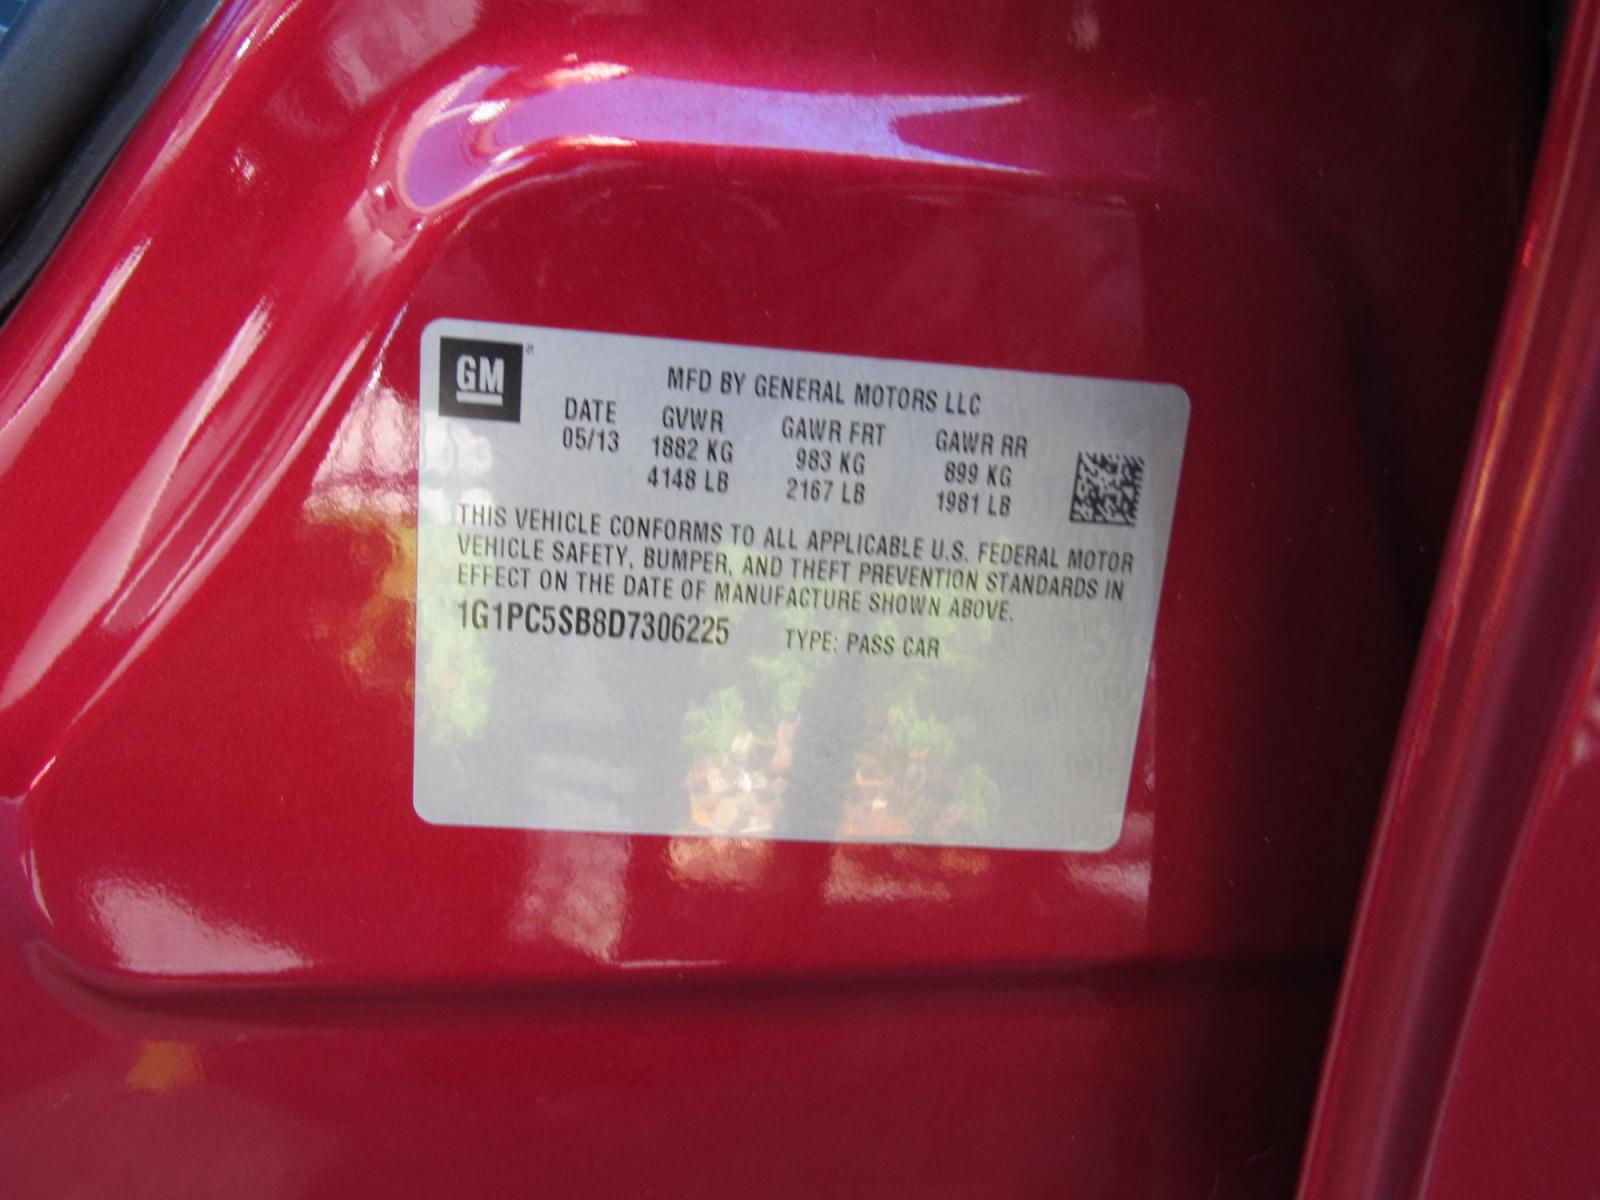 GM
MFD BY GENERAL MOTORS LLC
DATE GVWR GAWR FRT GAWR RR
05/13 1882 KG 983 KG 899 KG
4148 LB 2167 LB 1981 LB
THIS VEHICLE CONFORMS TO ALL APPLICABLE U.S. FEDERAL MOTOR
VEHICLE SAFETY, BUMPER, AND THEFT PREVENTION STANDARDS IN
EFFECT ON THE DATE OF MANUFACTURE SHOWN ABOVE.
1G1PC5SB8D7306225 TYPE: PASS CAR